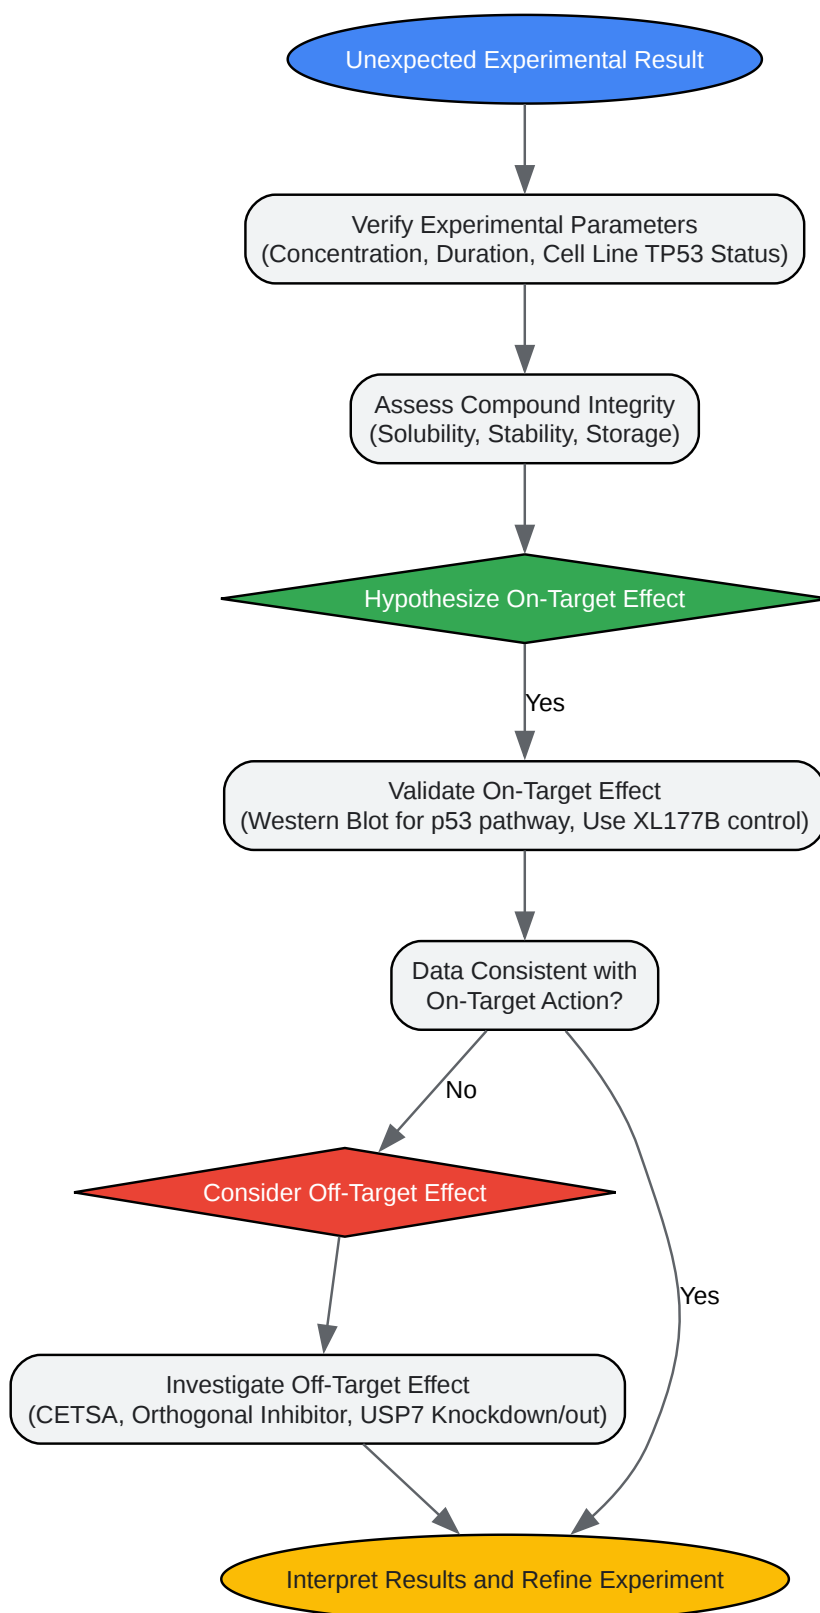 Unexpected Experimental Result
Verify Experimental Parameters
(Concentration, Duration, Cell Line TP53 Status)
Assess Compound Integrity
(Solubility, Stability, Storage)
Hypothesize On-Target Effect
Yes
Validate On-Target Effect
(Western Blot for p53 pathway, Use XL177B control)
Data Consistent with
On-Target Action?
No
Consider Off-Target Effect
Yes
Investigate Off-Target Effect
(CETSA, Orthogonal Inhibitor, USP7 Knockdown/out)
Interpret Results and Refine Experiment